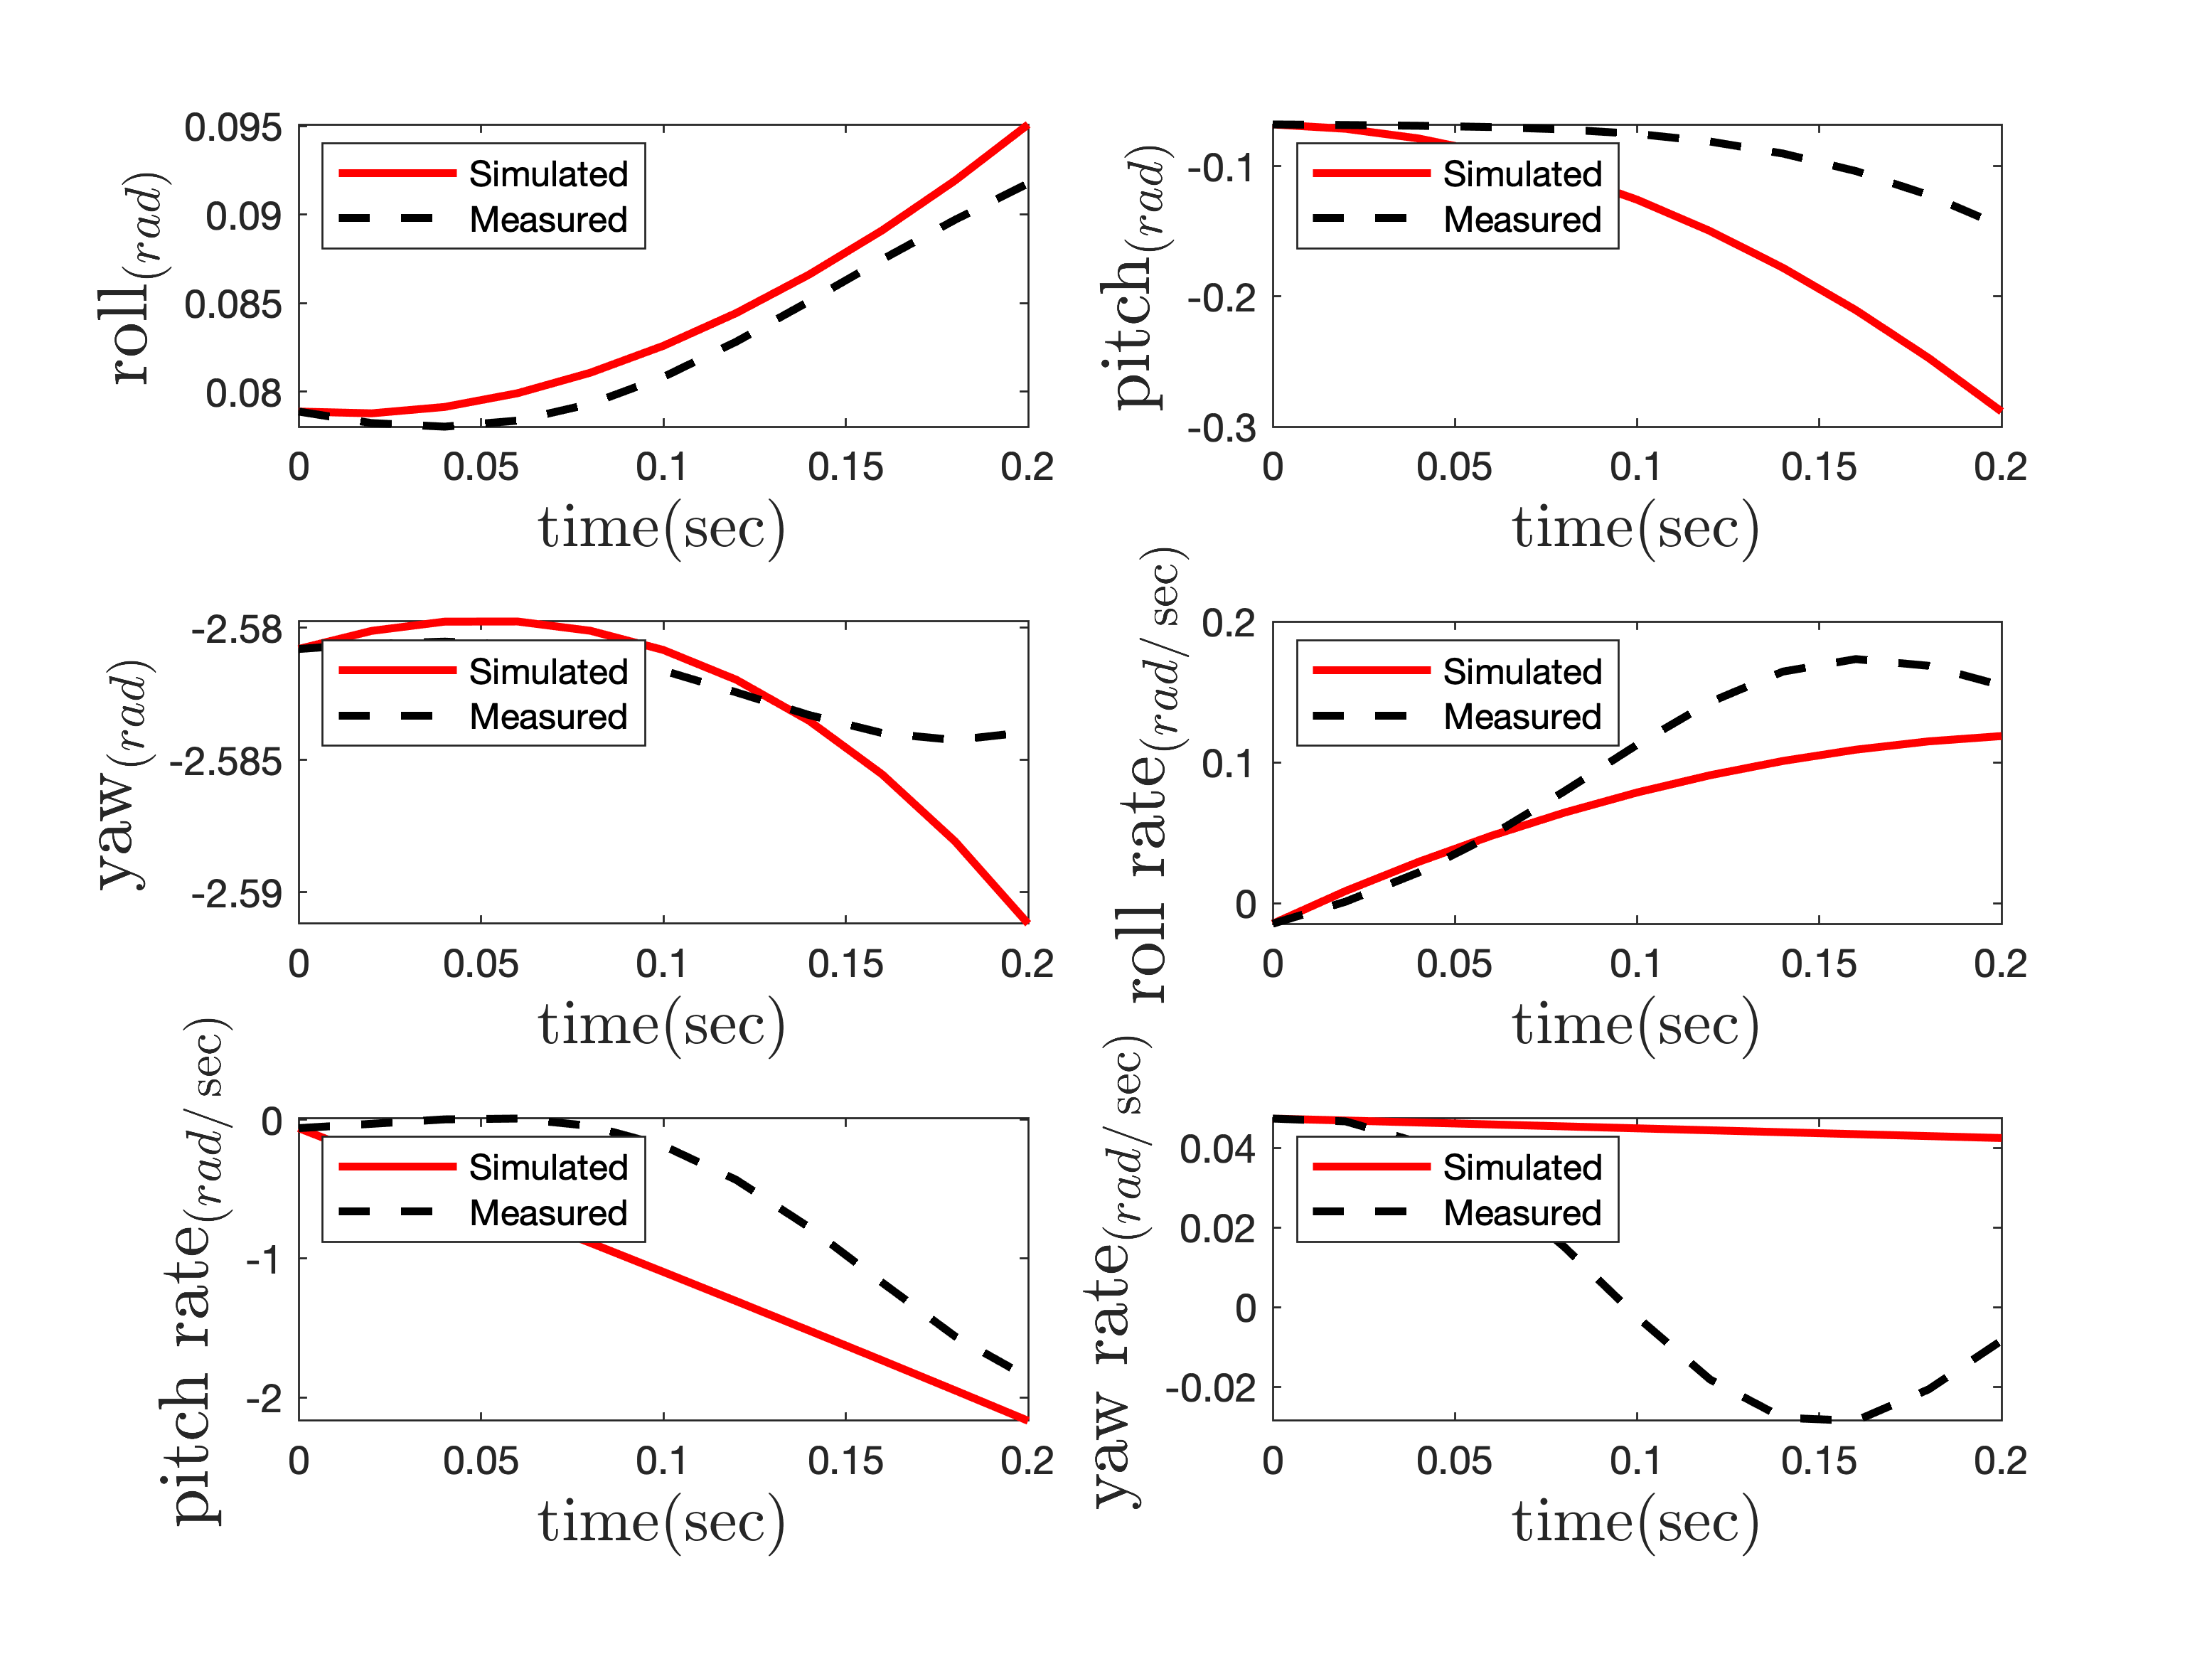 roll(rad)
0.095
0.09
0.085
0.08
Simulated
Measured
0 0.05 0.1 0.15 0.2
time(sec)
pitch(rad)
-0.1
-0.2
-0.3
Simulated
Measured
0 0.05 0.1 0.15 0.2
time(sec)
yaw(rad)
-2.58
-2.585
-2.59
Simulated
Measured
0 0.05 0.1 0.15 0.2
time(sec)
roll rate(rad/sec)
0.2
0.1
0
Simulated
Measured
0 0.05 0.1 0.15 0.2
time(sec)
pitch rate(rad/sec)
0
-1
-2
Simulated
Measured
0 0.05 0.1 0.15 0.2
time(sec)
yaw rate(rad/sec)
0.04
0.02
0
-0.02
Simulated
Measured
0 0.05 0.1 0.15 0.2
time(sec)